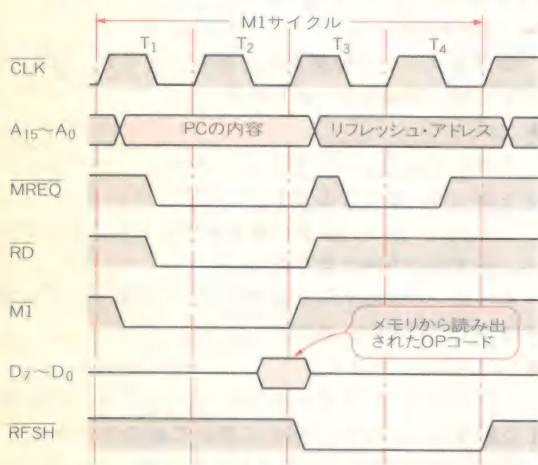 M1サイクル
T1 T2 T3 T4
CLK
A15~A0 PCの内容 リフレッシュ・アドレス
MREQ
RD
M1
メモリから読み出
されたOPコード
D7~D0
RFSH